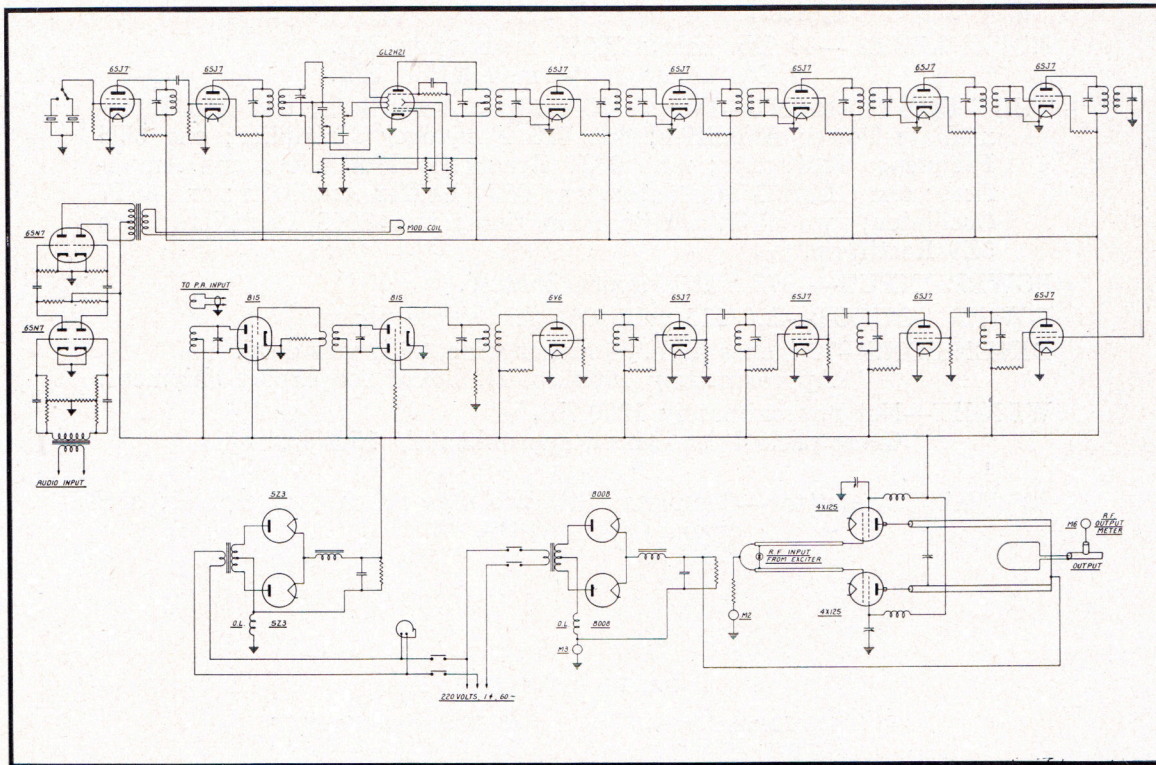 6SJ7
6SJ7
GL2H21
6SJ7
6SJ7
6SJ7
6SJ7
6SJ7
6SN7
MOD. COIL
TO P.A. INPUT
815
815
6V6
6SJ7
6SJ7
6SJ7
6SJ7
6SN7
AUDIO INPUT
5Z3
8008
4X125
M6
R.F.
OUTPUT
METER
R.F. INPUT
FROM EXCITER
OUTPUT
O.L.
5Z3
O.L.
8008
M2
4X125
M3
220 VOLTS, 1 ϕ, 60 ~